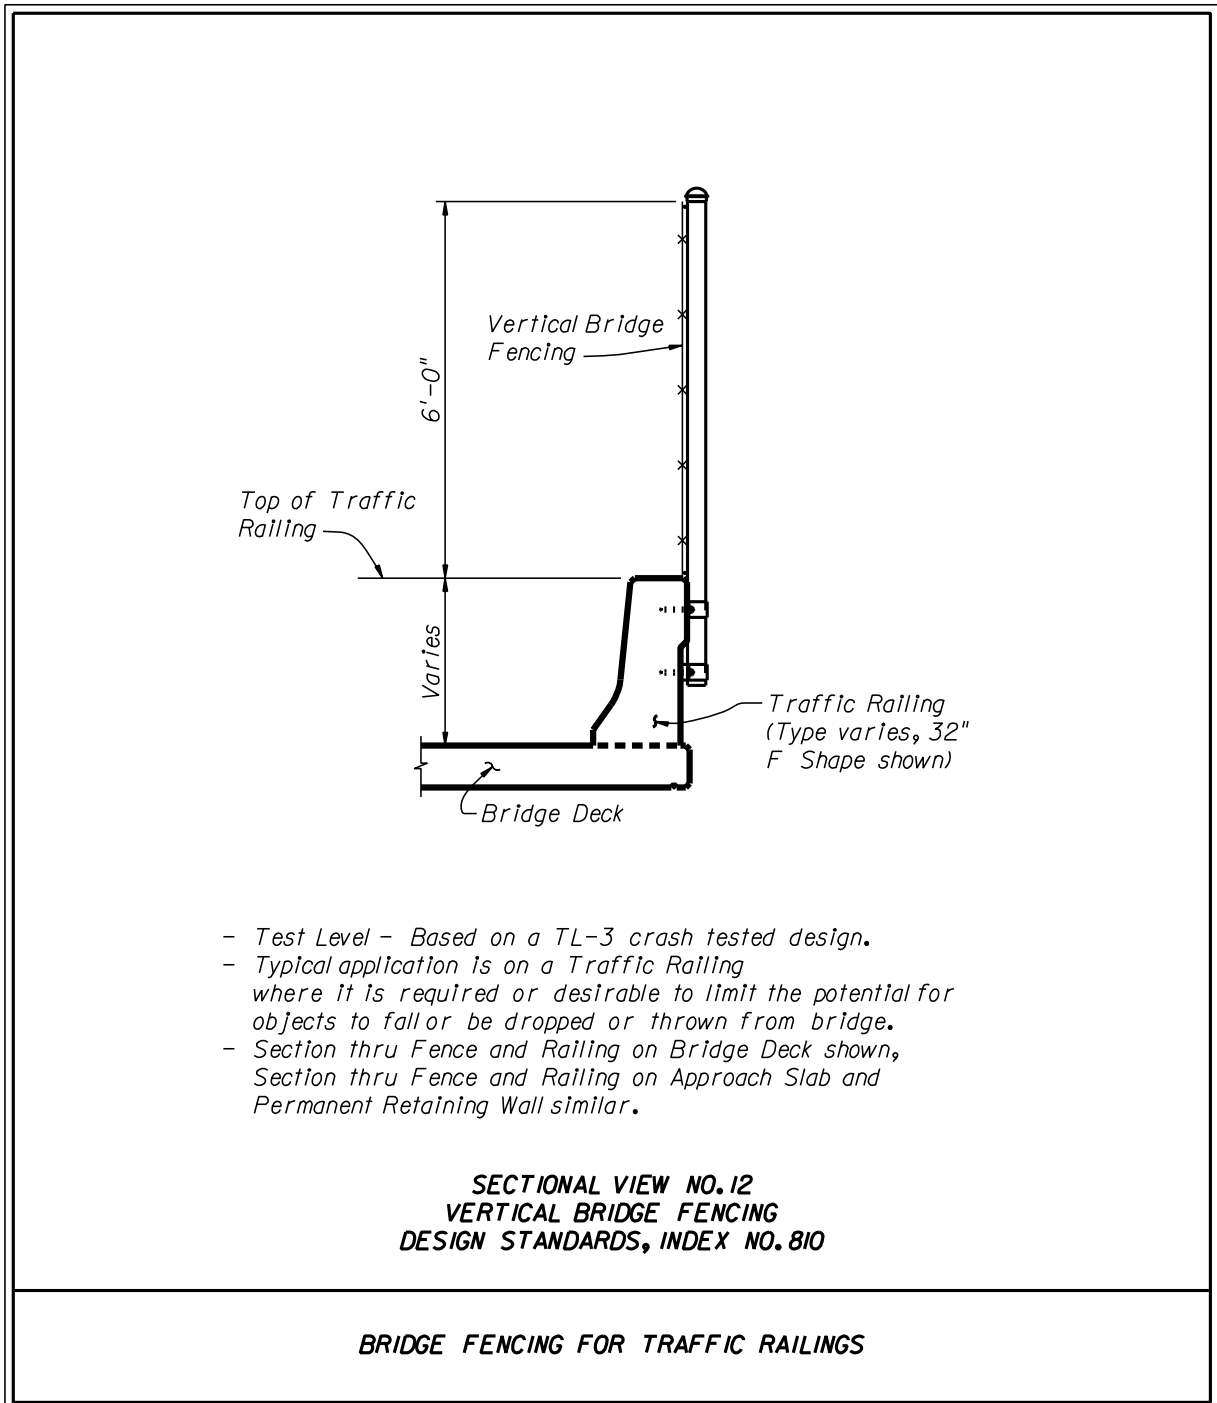 Vertical Bridge
Fencing
6'-0"
Top of Traffic
Railing
Varies
Traffic Railing
(Type varies, 32"
F Shape shown)
Bridge Deck
- Test Level - Based on a TL-3 crash tested design.
- Typical application is on a Traffic Railing
where it is required or desirable to limit the potential for
objects to fall or be dropped or thrown from bridge.
- Section thru Fence and Railing on Bridge Deck shown,
Section thru Fence and Railing on Approach Slab and
Permanent Retaining Wall similar.
SECTIONAL VIEW NO. 12
VERTICAL BRIDGE FENCING
DESIGN STANDARDS, INDEX NO. 810
BRIDGE FENCING FOR TRAFFIC RAILINGS